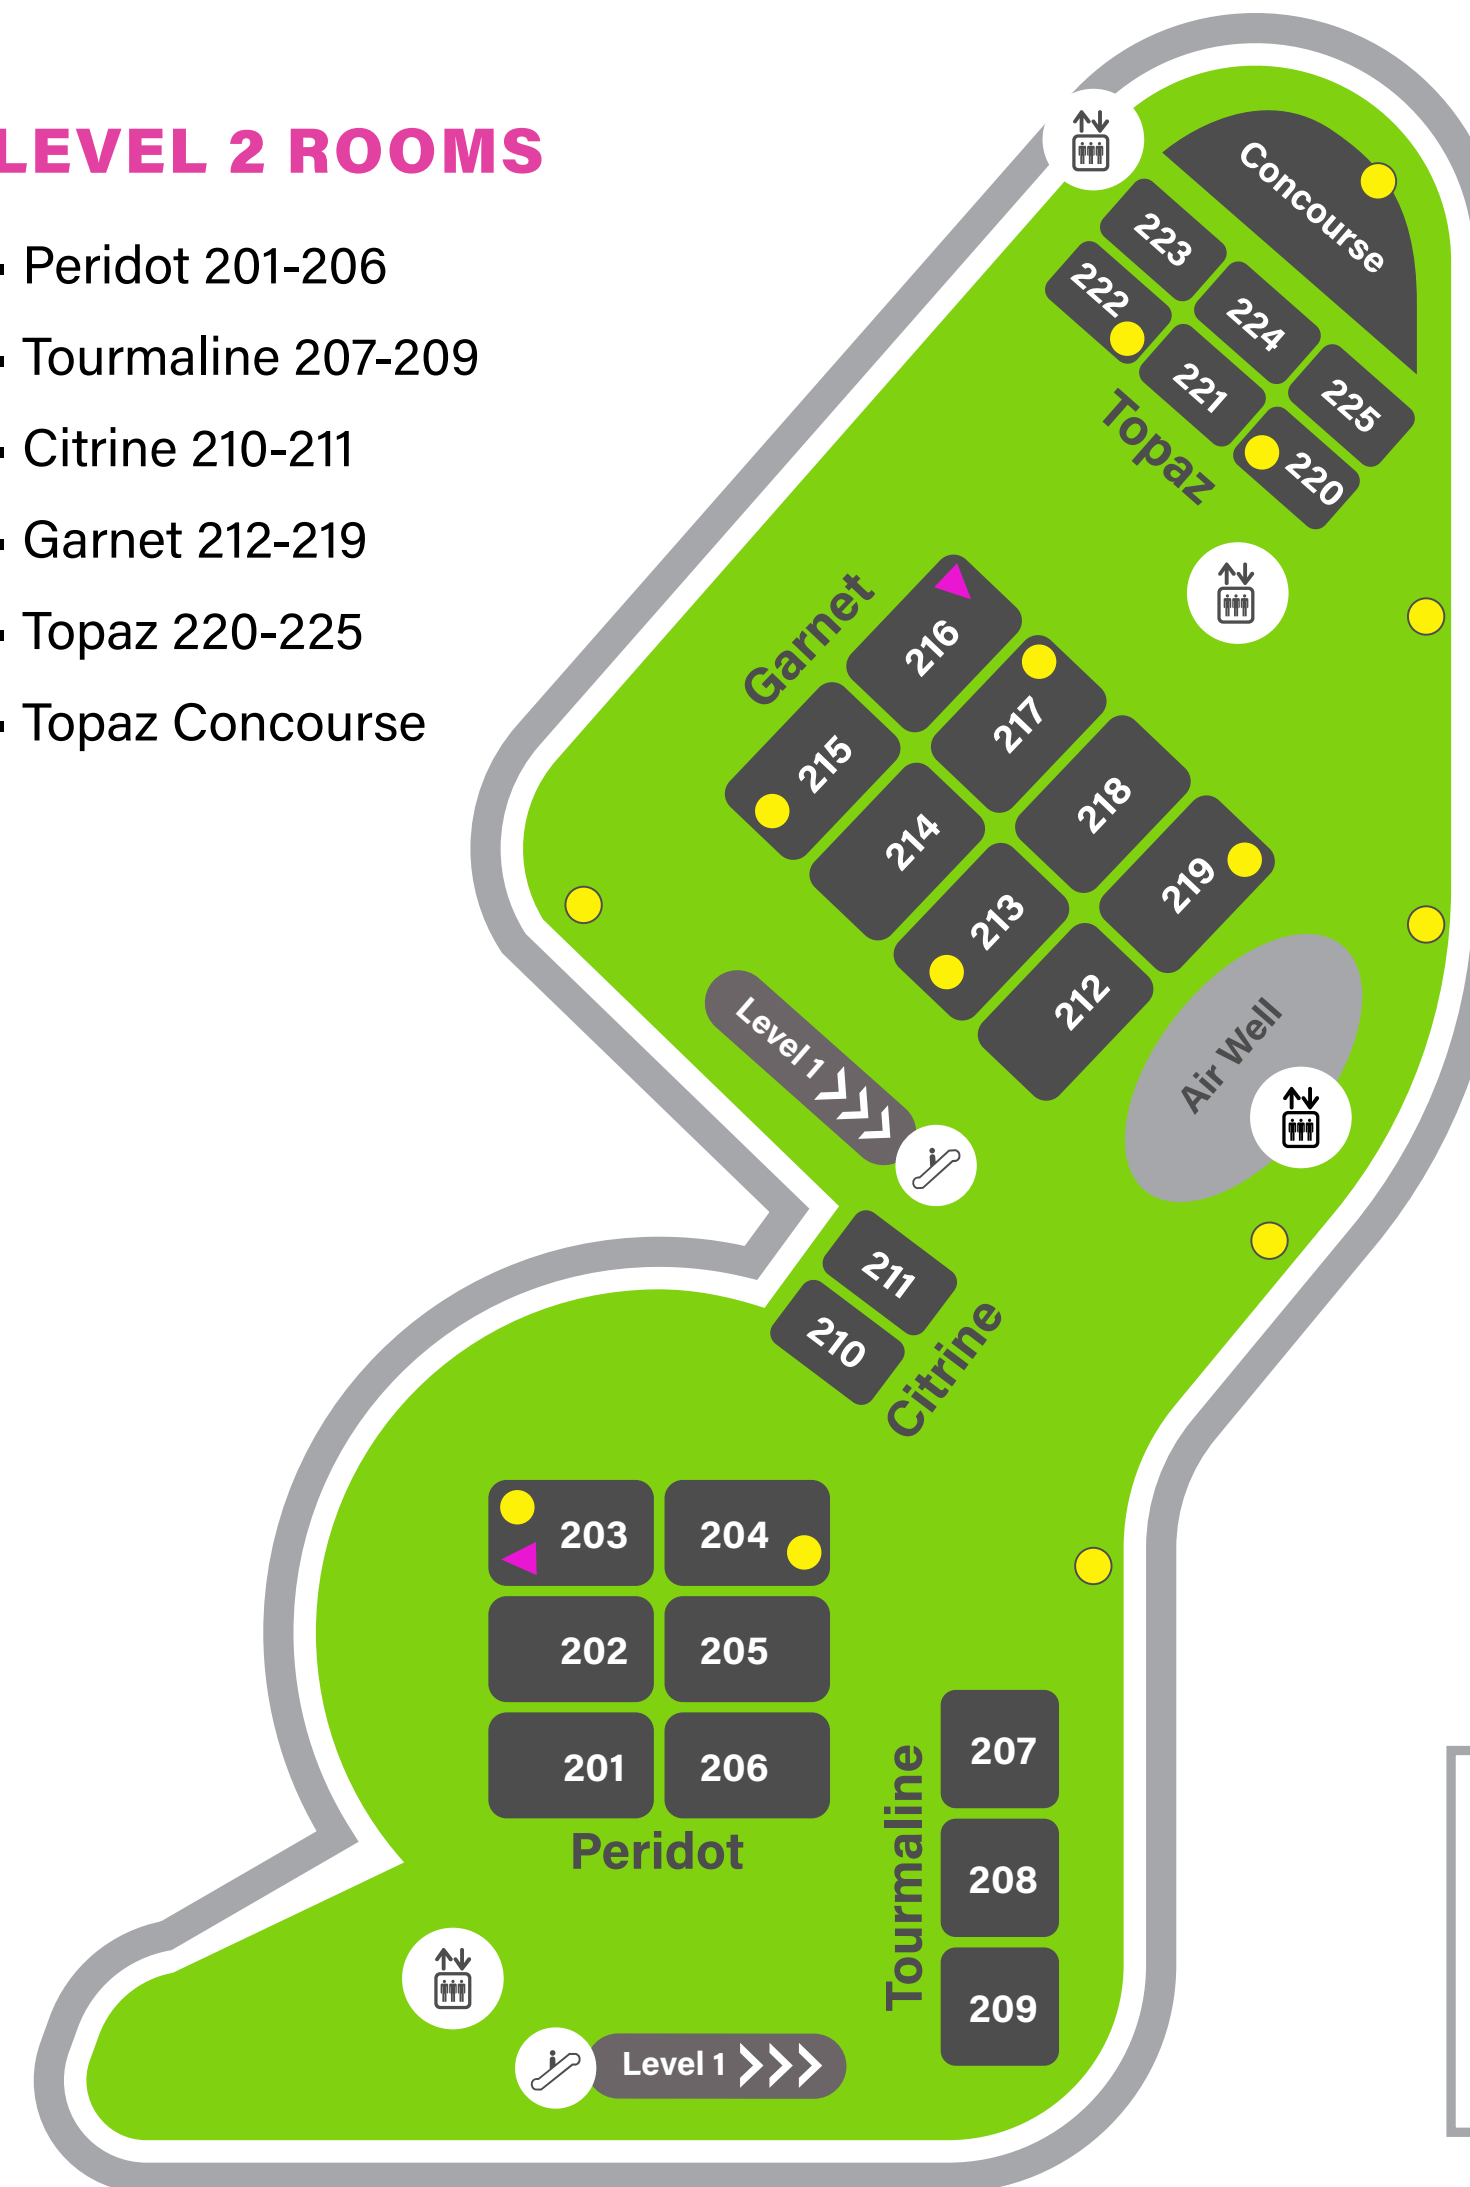 LEVEL 2 ROOMS
Peridot 201-206
Tourmaline 207-209
Citrine 210-211
Garnet 212-219
Topaz 220-225
Topaz Concourse
Concourse
223
222
224
221
225
220
Topaz
Garnet
216
217
215
218
214
219
213
212
Level 1
Air Well
211
210
Citrine
203
204
202
205
201
206
Peridot
Tourmaline
207
208
209
Level 1